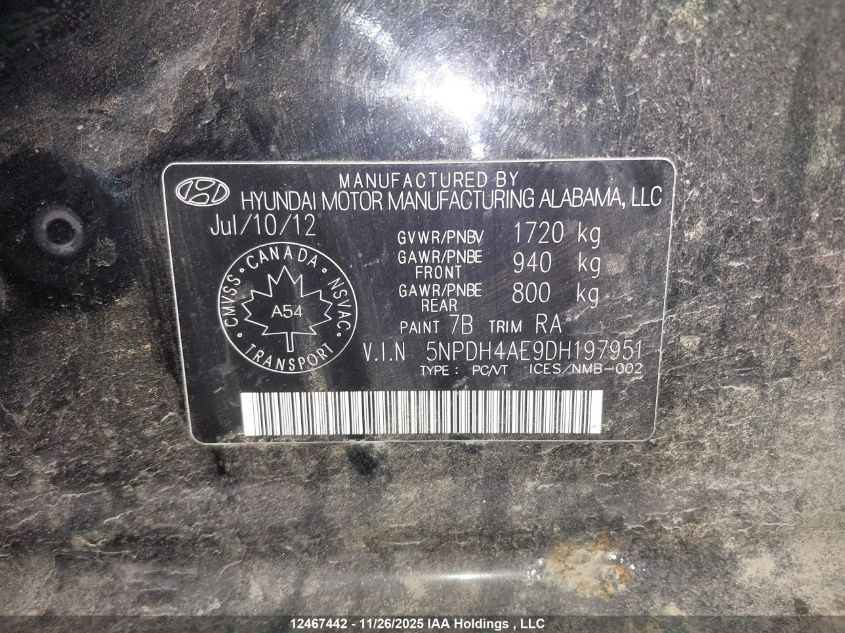 MANUFACTURED BY
HYUNDAI MOTOR MANUFACTURING ALABAMA, LLC
Jul/10/12
GVWR/PNBV 1720 kg
GAWR/PNBE FRONT 940 kg
GAWR/PNBE REAR 800 kg
CANADA
CMVSS · NSVAC
A54
TRANSPORT
PAINT 7B TRIM RA
V.I.N 5NPDH4AE9DH197951
TYPE : PC/VT ICES/NMB-002
12467442 - 11/26/2025 IAA Holdings , LLC